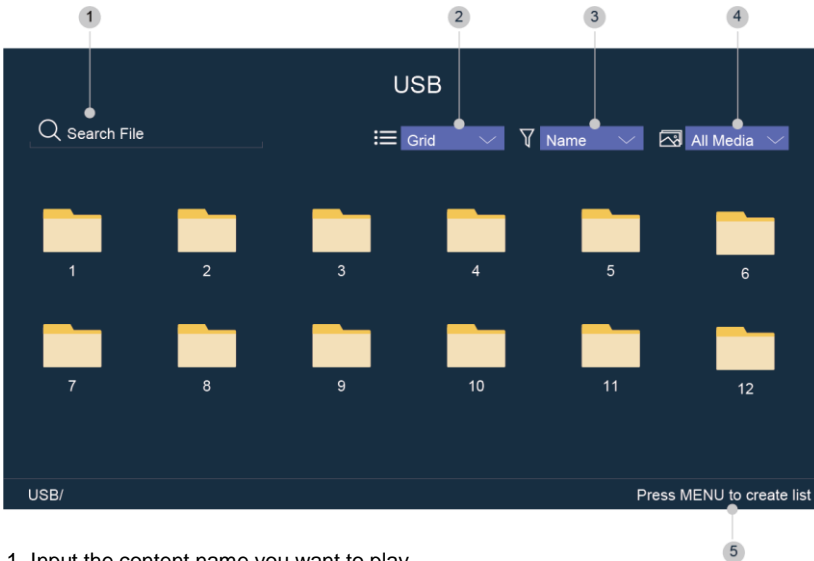 1 2 3 4
USB
Search File Grid Name All Media
1 2 3 4 5 6
7 8 9 10 11 12
USB/ Press MENU to create list
5
1. Input the content name you want to play